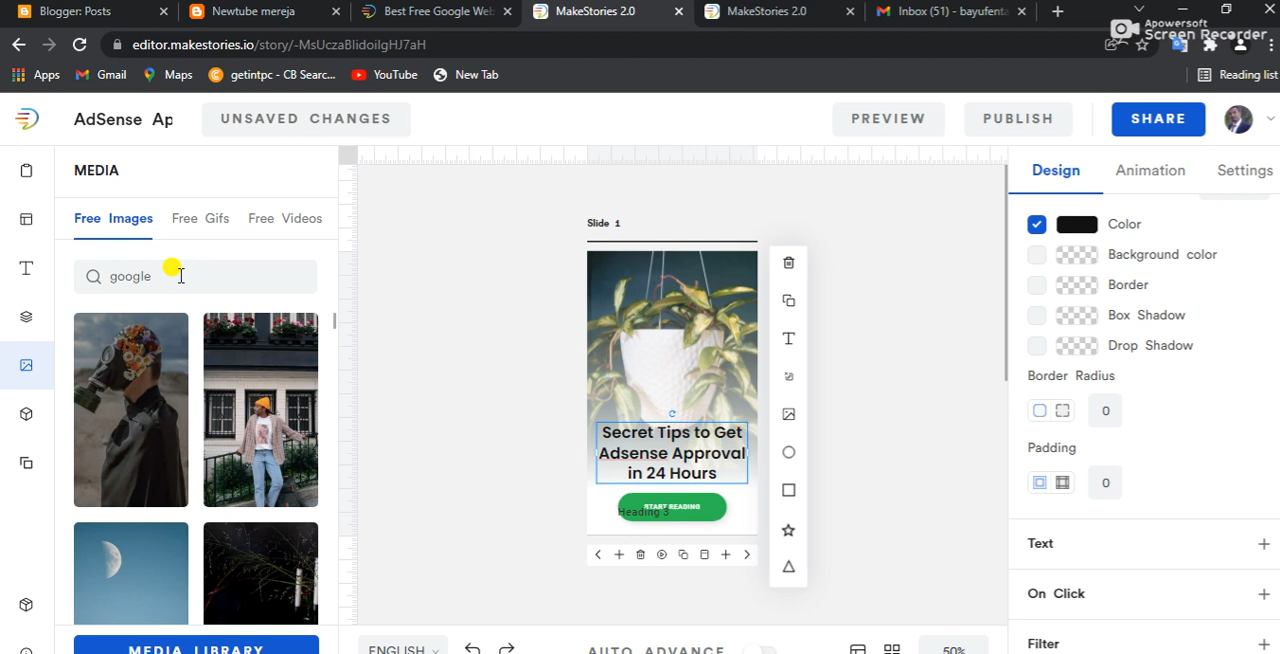 Blogger: Posts
Newtube mereja
Best Free Google Web
MakeStories 2.0
MakeStories 2.0
Inbox (51) - bayufenta
Apowersoft
Screen Recorder
editor.makestories.io/story/-MsUczaBlidoilgHJ7aH
Apps
Gmail
Maps
getintpc - CB Searc...
YouTube
New Tab
Reading list
AdSense Ap
UNSAVED CHANGES
PREVIEW
PUBLISH
SHARE
MEDIA
Free Images
Free Gifs
Free Videos
google
MEDIA LIBRARY
Slide 1
Secret Tips to Get
Adsense Approval
in 24 Hours
START READING
Heading 3
ENGLISH
AUTO ADVANCE
50%
Design
Animation
Settings
Color
Background color
Border
Box Shadow
Drop Shadow
Border Radius
0
Padding
0
Text
On Click
Filter